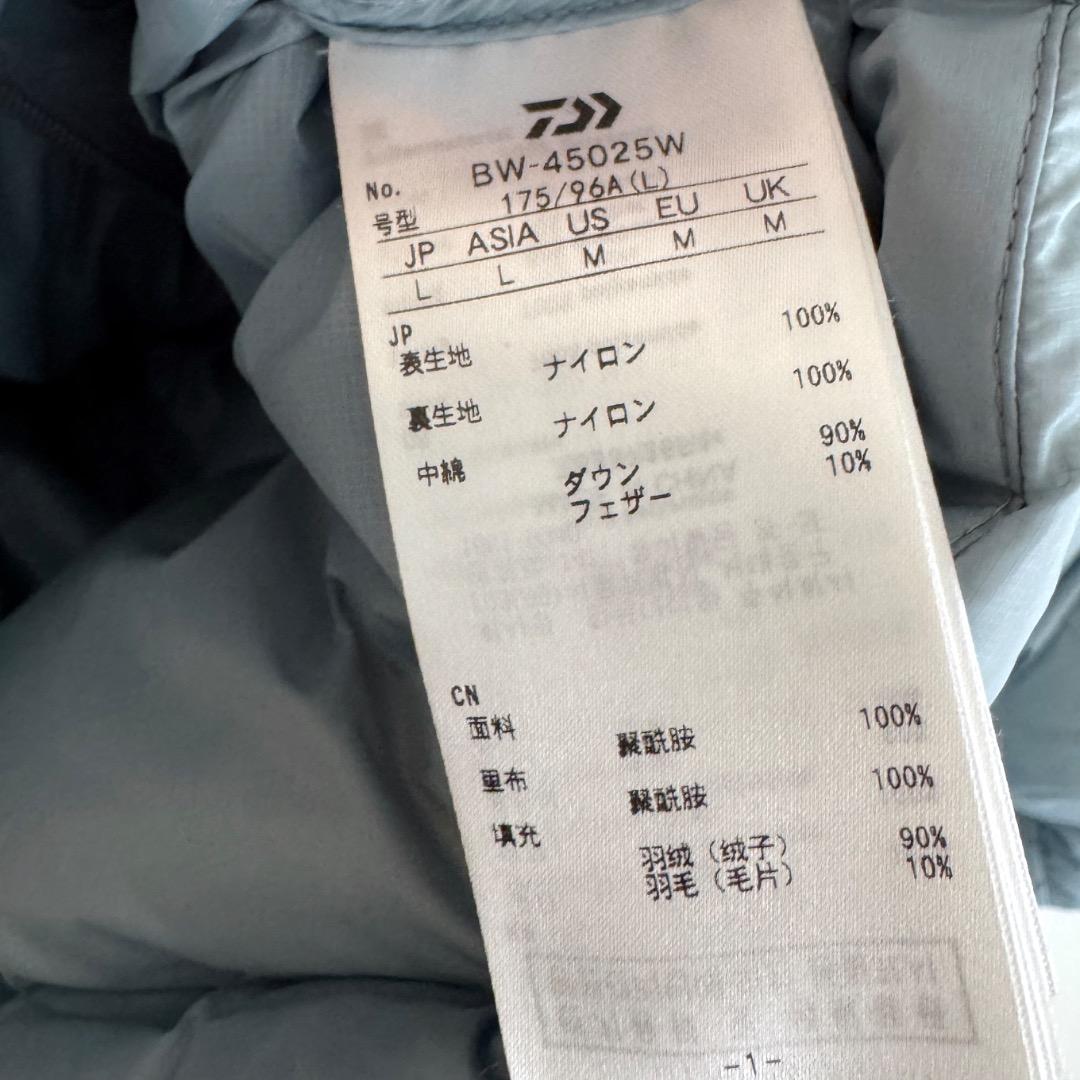 No. BW-45025W
号型 175/96A(L)
JP ASIA US EU UK
L L M M M
JP
表生地 ナイロン 100%
裏生地 ナイロン 100%
中綿 ダウン 90%
フェザー 10%
CN
面料 聚酰胺 100%
里布 聚酰胺 100%
填充 羽绒（绒子） 90%
羽毛（毛片） 10%
-1-